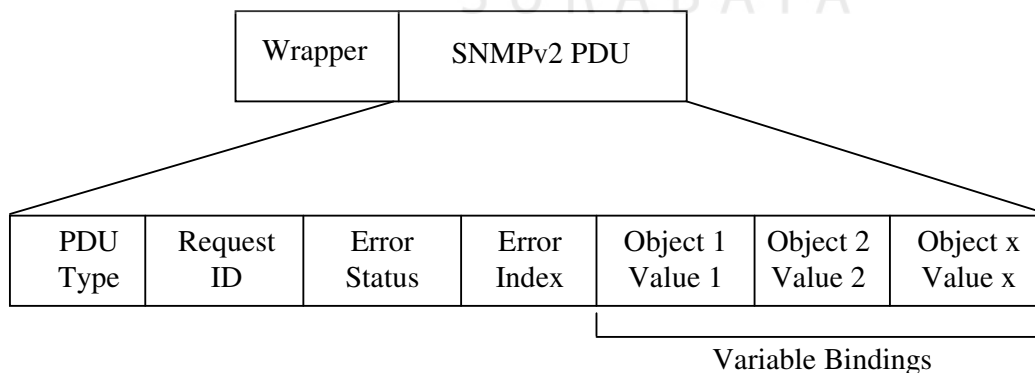 SURABAYA
Wrapper
SNMPv2 PDU
PDU
Type
Request
ID
Error
Status
Error
Index
Object 1
Value 1
Object 2
Value 2
Object x
Value x
Variable Bindings